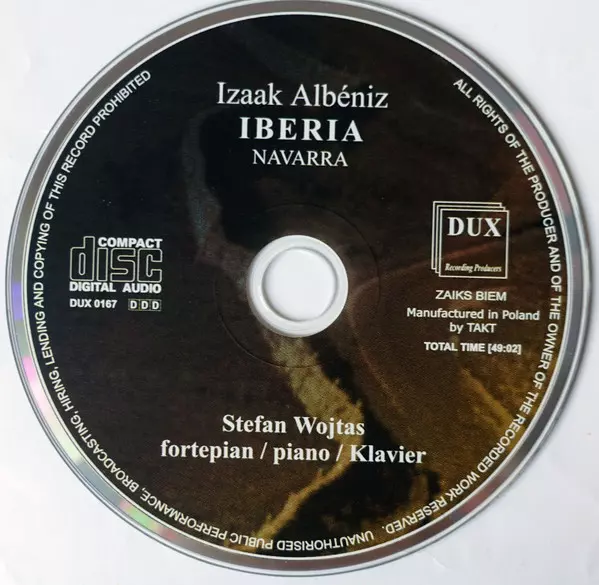 Izaak Albéniz
IBERIA
NAVARRA
COMPACT
disc
DIGITAL AUDIO
DUX 0167 DDD
DUX
Recording Producers
ZAIKS BIEM
Manufactured in Poland
by TAKT
TOTAL TIME [49:02]
Stefan Wojtas
fortepian / piano / Klavier
ALL RIGHTS OF THE PRODUCER AND OF THE OWNER OF THE RECORDED WORK RESERVED. UNAUTHORISED PUBLIC PERFORMANCE, BROADCASTING, HIRING, LENDING AND COPYING OF THIS RECORD PROHIBITED